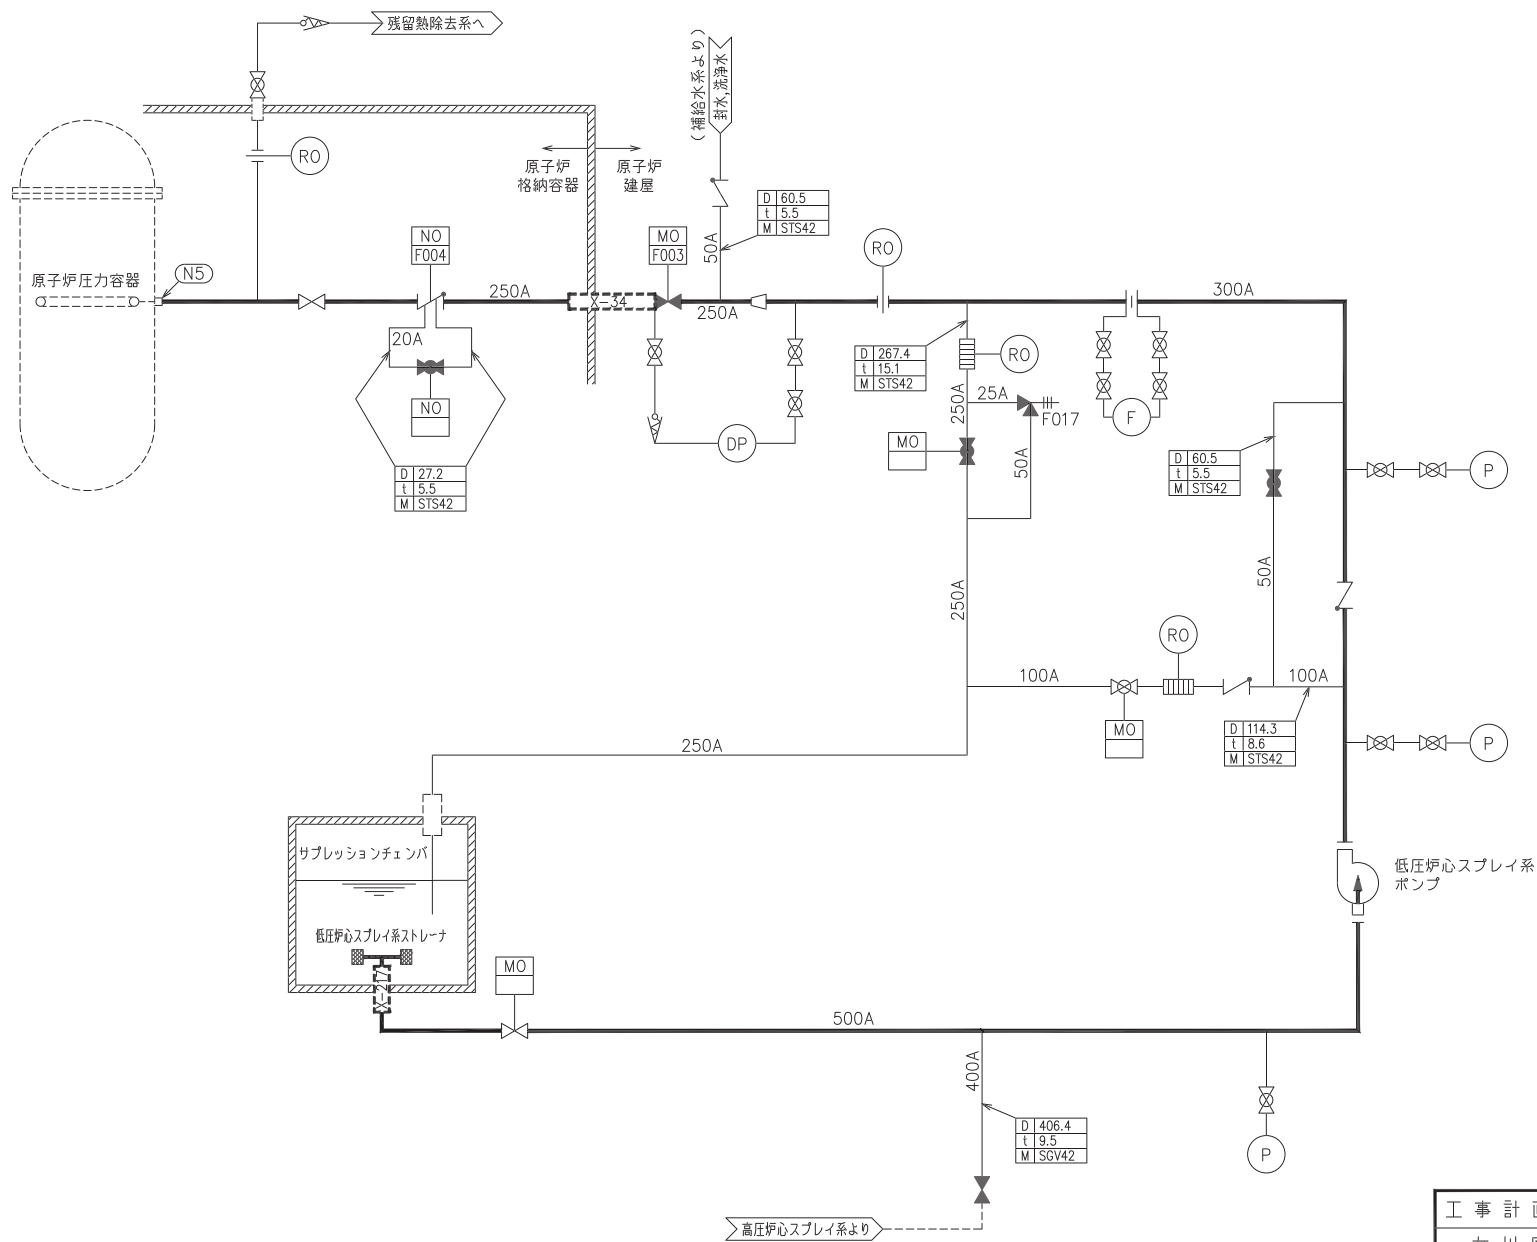 残留熱除去系へ
(補給水系より)
封水,洗浄水
RO
原子炉
格納容器
原子炉
建屋
D 60.5
t 5.5
M STS42
50A
NO
F004
MO
F003
RO
原子炉圧力容器
N5
250A
X-34
250A
300A
20A
NO
D 27.2
t 5.5
M STS42
DP
D 267.4
t 15.1
M STS42
RO
250A
25A
F017
MO
50A
F
D 60.5
t 5.5
M STS42
P
50A
250A
RO
100A
100A
MO
D 114.3
t 8.6
M STS42
P
250A
サプレッションチェンバ
低圧炉心スプレイ系
ポンプ
低圧炉心スプレイ系ストレーナ
MO
500A
400A
D 406.4
t 9.5
M SGV42
P
高圧炉心スプレイ系より
工事計